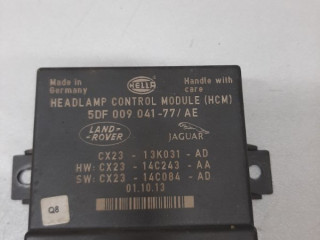 Made in
Germany
HELLA
Handle with
care
HEADLAMP CONTROL MODULE (HCM)
5DF 009 041-77/AE
LAND-
ROVER
JAGUAR
CX23 - 13K031 - AD
HW: CX23 - 14C243 - AA
SW: CX23 - 14C084 - AD
01.10.13
Q8